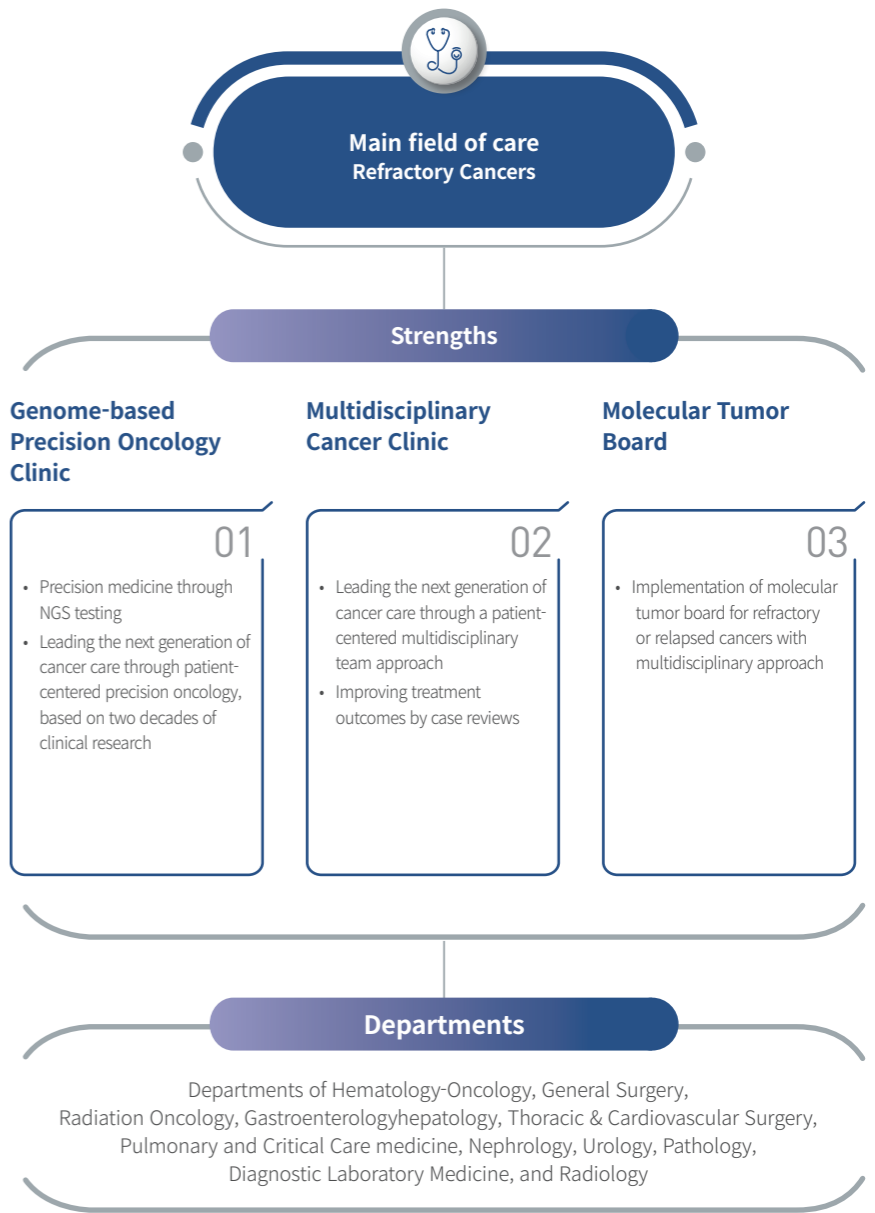 Main field of care
Refractory Cancers
Strengths
Genome-based
Precision Oncology
Clinic
01
• Precision medicine through
NGS testing
• Leading the next generation of
cancer care through patient-
centered precision oncology,
based on two decades of
clinical research
Multidisciplinary
Cancer Clinic
02
• Leading the next generation of
cancer care through a patient-
centered multidisciplinary
team approach
• Improving treatment
outcomes by case reviews
Molecular Tumor
Board
03
• Implementation of molecular
tumor board for refractory
or relapsed cancers with
multidisciplinary approach
Departments
Departments of Hematology-Oncology, General Surgery,
Radiation Oncology, Gastroenterologyhepatology, Thoracic & Cardiovascular Surgery,
Pulmonary and Critical Care medicine, Nephrology, Urology, Pathology,
Diagnostic Laboratory Medicine, and Radiology